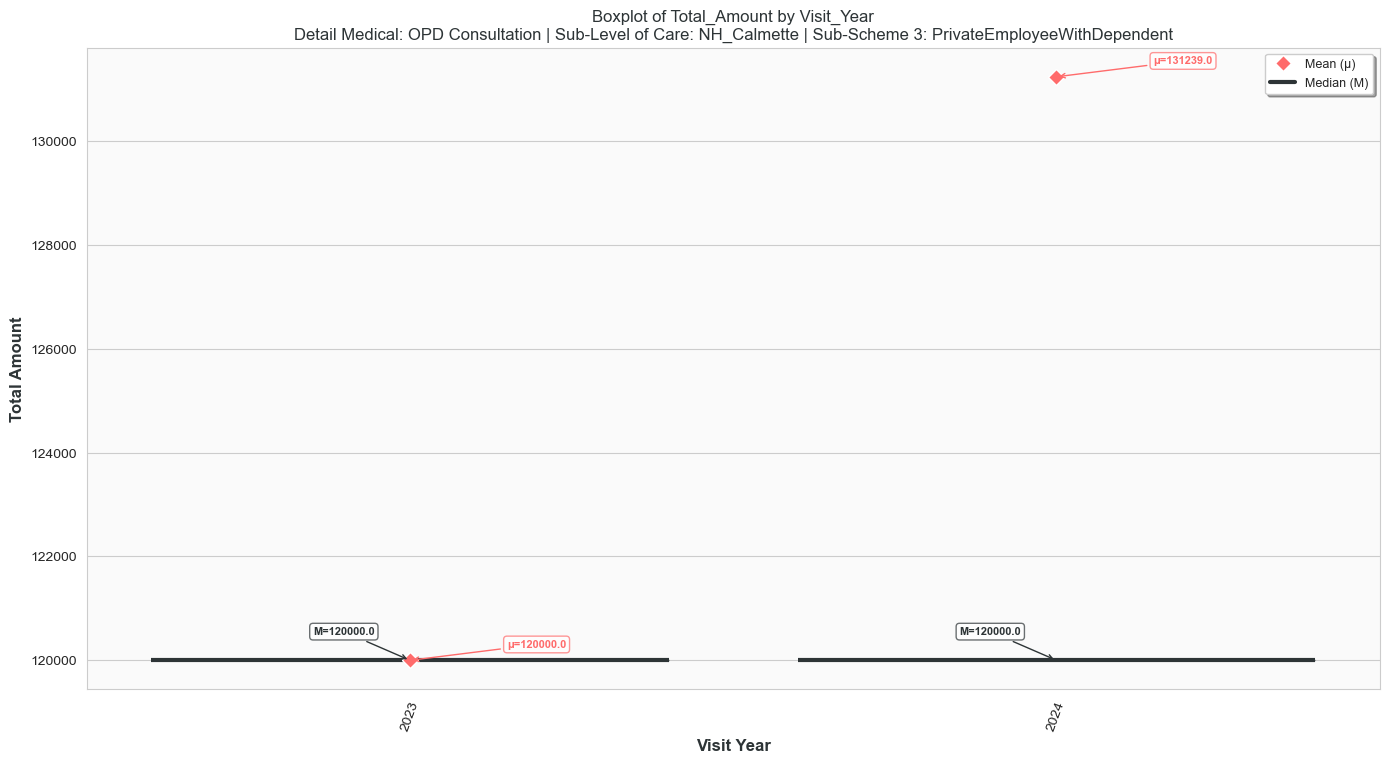 Boxplot of Total_Amount by Visit_Year
Detail Medical: OPD Consultation | Sub-Level of Care: NH_Calmette | Sub-Scheme 3: PrivateEmployeeWithDependent
μ=131239.0
Mean (μ)
Median (M)
130000
128000
126000
124000
122000
120000
Total Amount
M=120000.0
μ=120000.0
M=120000.0
2023
2024
Visit Year